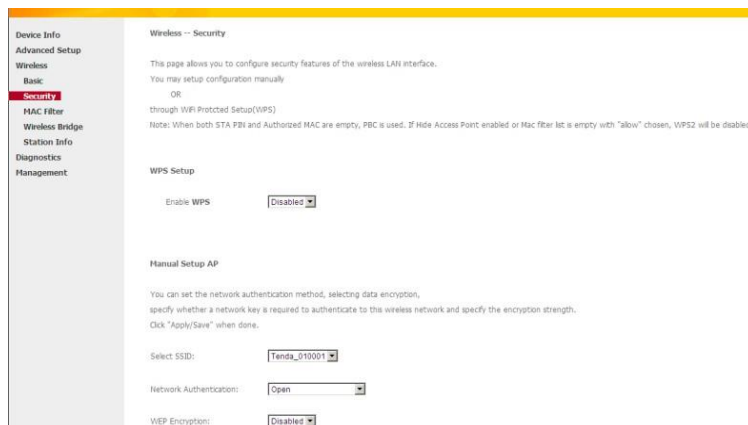 Device Info
Advanced Setup
Wireless
Basic
Security
MAC Filter
Wireless Bridge
Station Info
Diagnostics
Management
Wireless -- Security
This page allows you to configure security features of the wireless LAN interface.
You may setup configuration manually
OR
through WiFi Protcted Setup(WPS)
Note: When both STA PIN and Authorized MAC are empty, PBC is used. If Hide Access Point enabled or Mac filter list is empty with "allow" chosen, WPS2 will be disabled
WPS Setup
Enable WPS Disabled
Manual Setup AP
You can set the network authentication method, selecting data encryption,
specify whether a network key is required to authenticate to this wireless network and specify the encryption strength.
Click "Apply/Save" when done.
Select SSID: Tenda_010001
Network Authentication: Open
WEP Encryption: Disabled